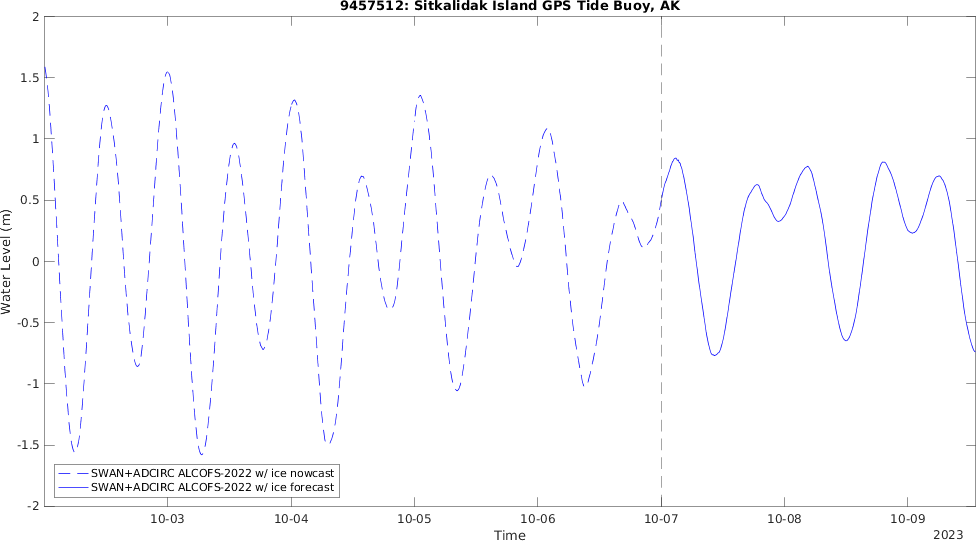 9457512: Sitkalidak Island GPS Tide Buoy, AK
2
1.5
1
0.5
0
-0.5
-1
-1.5
-2
Water Level (m)
SWAN+ADCIRC ALCOFS-2022 w/ ice nowcast
SWAN+ADCIRC ALCOFS-2022 w/ ice forecast
10-03 10-04 10-05 10-06 10-07 10-08 10-09
Time
2023